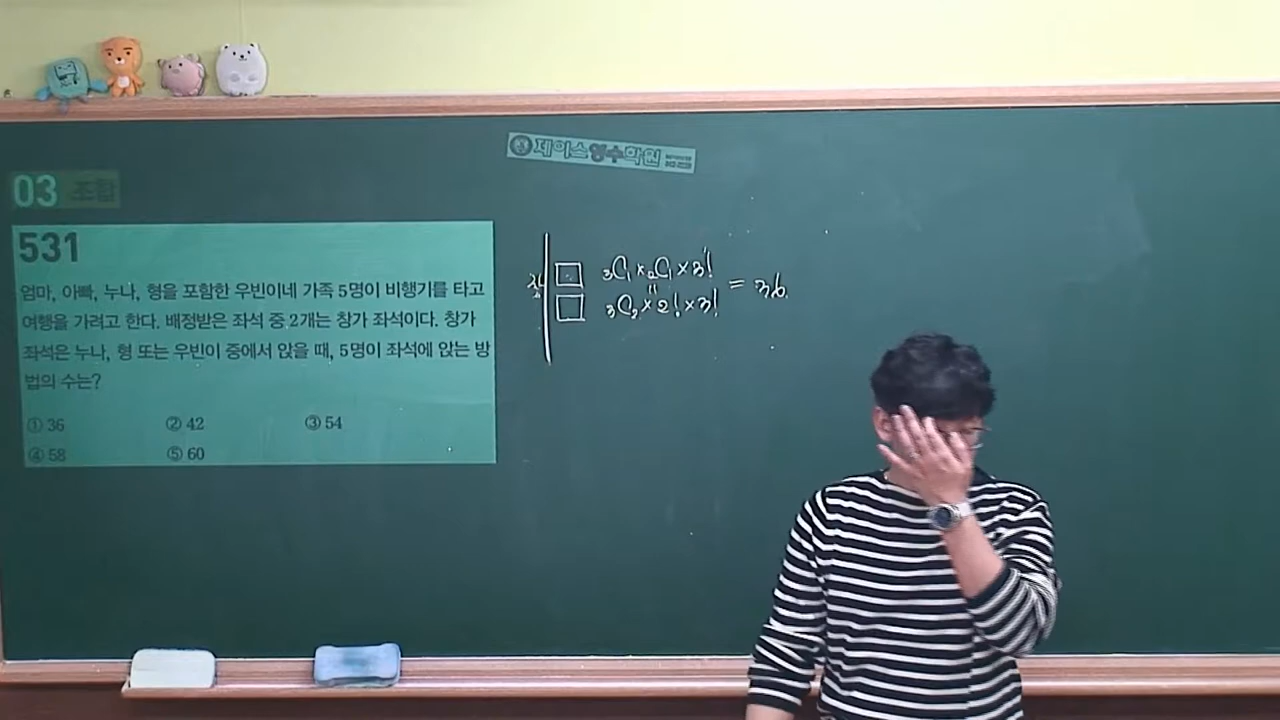 제이스영수학원
03 조합
531
엄마, 아빠, 누나, 형을 포함한 우빈이네 가족 5명이 비행기를 타고
여행을 가려고 한다. 배정받은 좌석 중 2개는 창가 좌석이다. 창가
좌석은 누나, 형 또는 우빈이 중에서 앉을 때, 5명이 좌석에 앉는 방
법의 수는?
① 36 ② 42 ③ 54
④ 58 ⑤ 60
₃C₁ × ₂C₁ × 3!
=
₃C₂ × 2! × 3!
= 36.